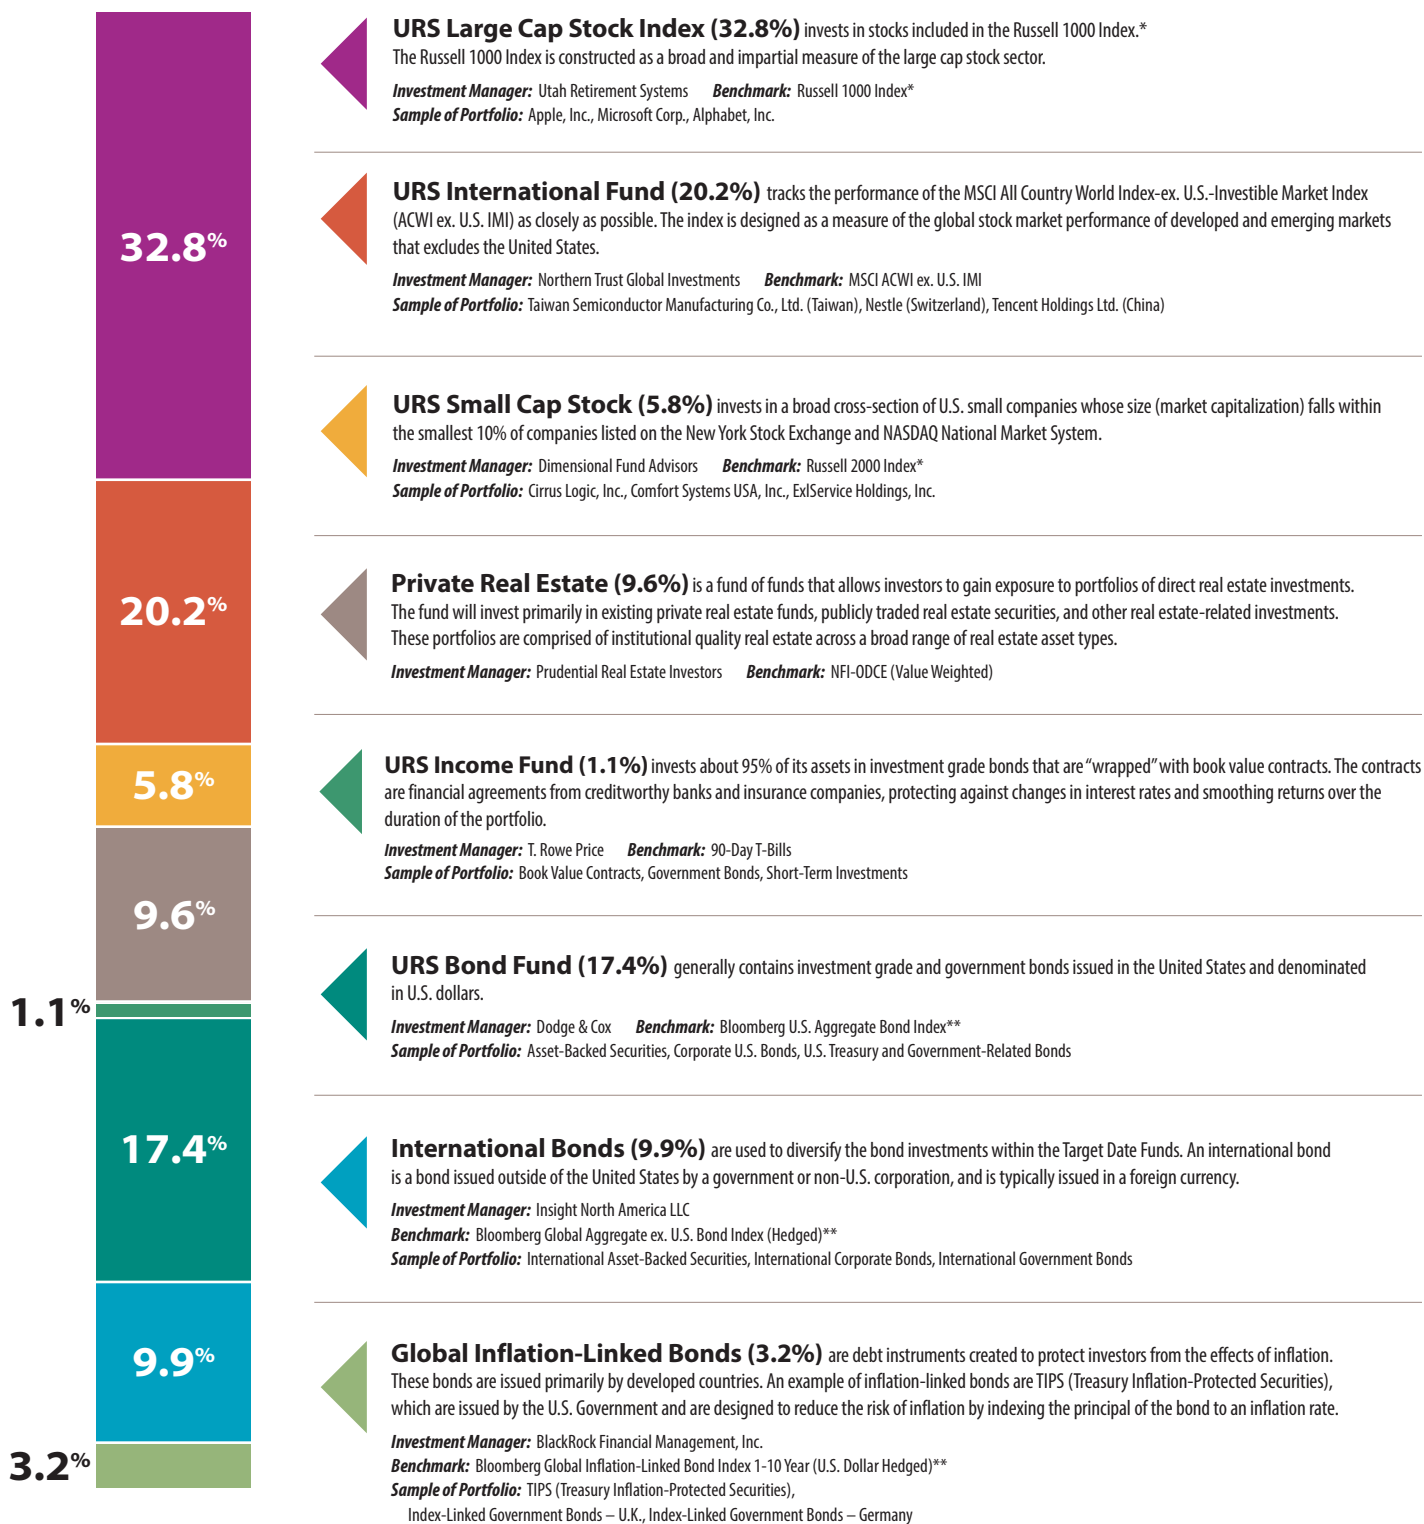 32.8%
20.2%
5.8%
9.6%
1.1%
17.4%
9.9%
3.2%
URS Large Cap Stock Index (32.8%) invests in stocks included in the Russell 1000 Index.*
The Russell 1000 Index is constructed as a broad and impartial measure of the large cap stock sector.
Investment Manager: Utah Retirement Systems Benchmark: Russell 1000 Index*
Sample of Portfolio: Apple, Inc., Microsoft Corp., Alphabet, Inc.
URS International Fund (20.2%) tracks the performance of the MSCI All Country World Index-ex. U.S.-Investible Market Index
(ACWI ex. U.S. IMI) as closely as possible. The index is designed as a measure of the global stock market performance of developed and emerging markets
that excludes the United States.
Investment Manager: Northern Trust Global Investments Benchmark: MSCI ACWI ex. U.S. IMI
Sample of Portfolio: Taiwan Semiconductor Manufacturing Co., Ltd. (Taiwan), Nestle (Switzerland), Tencent Holdings Ltd. (China)
URS Small Cap Stock (5.8%) invests in a broad cross-section of U.S. small companies whose size (market capitalization) falls within
the smallest 10% of companies listed on the New York Stock Exchange and NASDAQ National Market System.
Investment Manager: Dimensional Fund Advisors Benchmark: Russell 2000 Index*
Sample of Portfolio: Cirrus Logic, Inc., Comfort Systems USA, Inc., ExlService Holdings, Inc.
Private Real Estate (9.6%) is a fund of funds that allows investors to gain exposure to portfolios of direct real estate investments.
The fund will invest primarily in existing private real estate funds, publicly traded real estate securities, and other real estate-related investments.
These portfolios are comprised of institutional quality real estate across a broad range of real estate asset types.
Investment Manager: Prudential Real Estate Investors Benchmark: NFI-ODCE (Value Weighted)
URS Income Fund (1.1%) invests about 95% of its assets in investment grade bonds that are “wrapped” with book value contracts. The contracts
are financial agreements from creditworthy banks and insurance companies, protecting against changes in interest rates and smoothing returns over the
duration of the portfolio.
Investment Manager: T. Rowe Price Benchmark: 90-Day T-Bills
Sample of Portfolio: Book Value Contracts, Government Bonds, Short-Term Investments
URS Bond Fund (17.4%) generally contains investment grade and government bonds issued in the United States and denominated
in U.S. dollars.
Investment Manager: Dodge & Cox Benchmark: Bloomberg U.S. Aggregate Bond Index**
Sample of Portfolio: Asset-Backed Securities, Corporate U.S. Bonds, U.S. Treasury and Government-Related Bonds
International Bonds (9.9%) are used to diversify the bond investments within the Target Date Funds. An international bond
is a bond issued outside of the United States by a government or non-U.S. corporation, and is typically issued in a foreign currency.
Investment Manager: Insight North America LLC
Benchmark: Bloomberg Global Aggregate ex. U.S. Bond Index (Hedged)**
Sample of Portfolio: International Asset-Backed Securities, International Corporate Bonds, International Government Bonds
Global Inflation-Linked Bonds (3.2%) are debt instruments created to protect investors from the effects of inflation.
These bonds are issued primarily by developed countries. An example of inflation-linked bonds are TIPS (Treasury Inflation-Protected Securities),
which are issued by the U.S. Government and are designed to reduce the risk of inflation by indexing the principal of the bond to an inflation rate.
Investment Manager: BlackRock Financial Management, Inc.
Benchmark: Bloomberg Global Inflation-Linked Bond Index 1-10 Year (U.S. Dollar Hedged)**
Sample of Portfolio: TIPS (Treasury Inflation-Protected Securities),
Index-Linked Government Bonds – U.K., Index-Linked Government Bonds – Germany